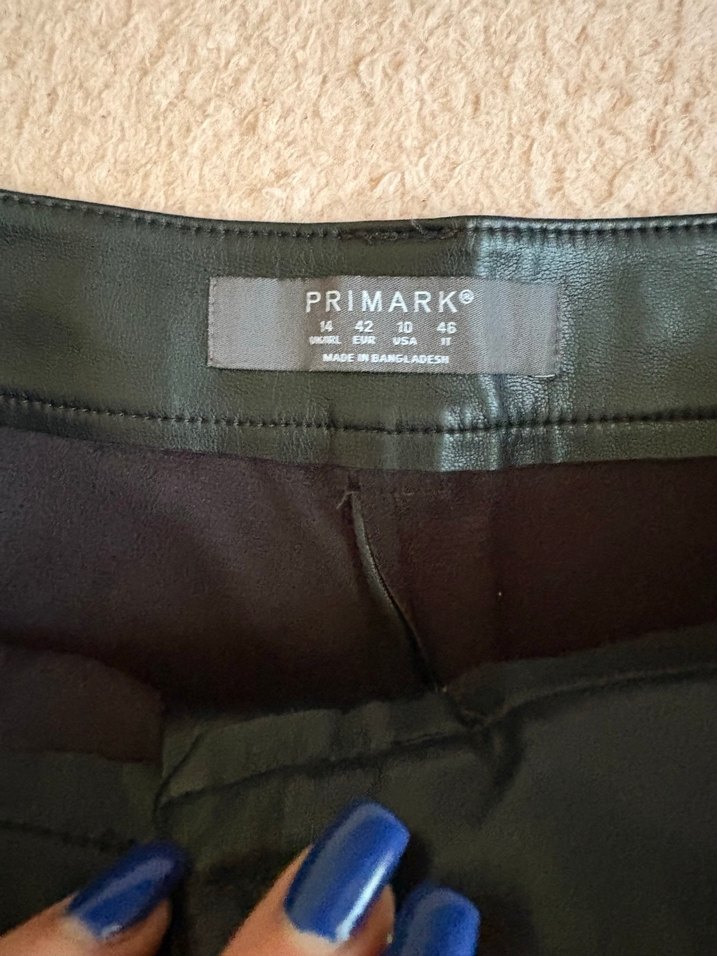 PRIMARK®
14 42 10 46
UK/IRL EUR USA IT
MADE IN BANGLADESH